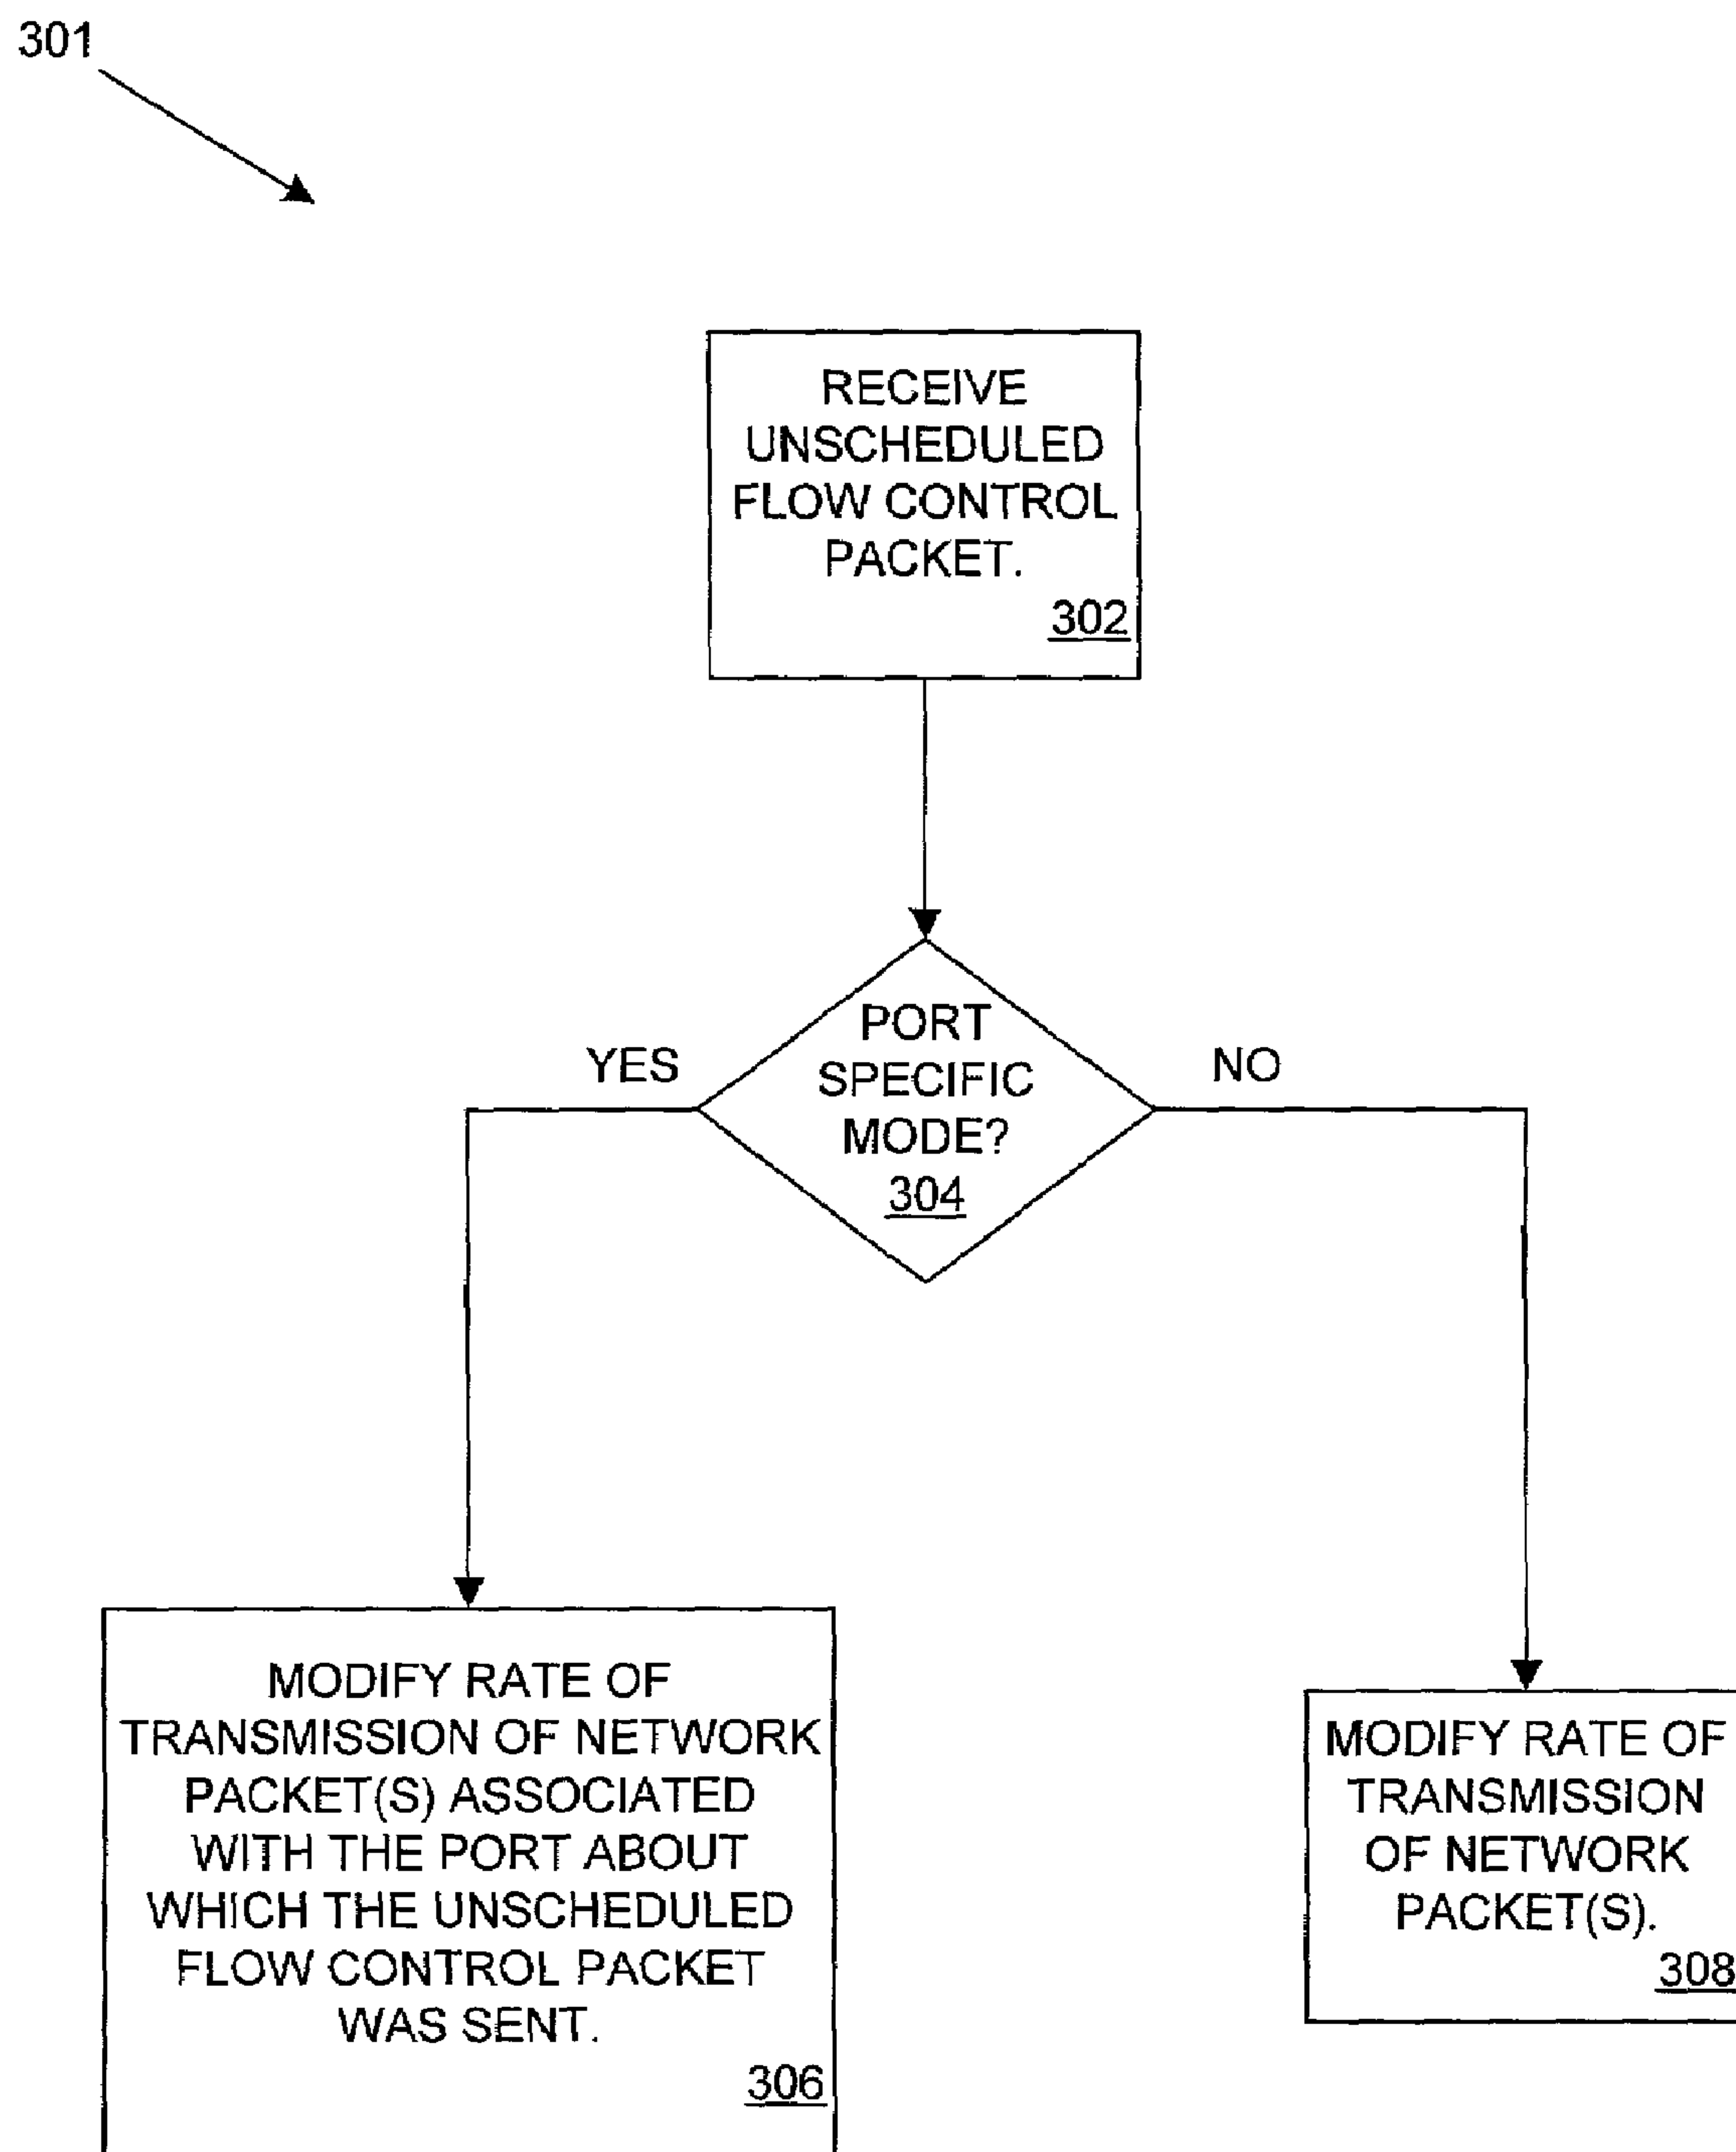 301
RECEIVE
UNSCHEDULED
FLOW CONTROL
PACKET.
302
PORT
SPECIFIC
MODE?
304
YES
NO
MODIFY RATE OF
TRANSMISSION OF NETWORK
PACKET(S) ASSOCIATED
WITH THE PORT ABOUT
WHICH THE UNSCHEDULED
FLOW CONTROL PACKET
WAS SENT.
306
MODIFY RATE OF
TRANSMISSION
OF NETWORK
PACKET(S).
308